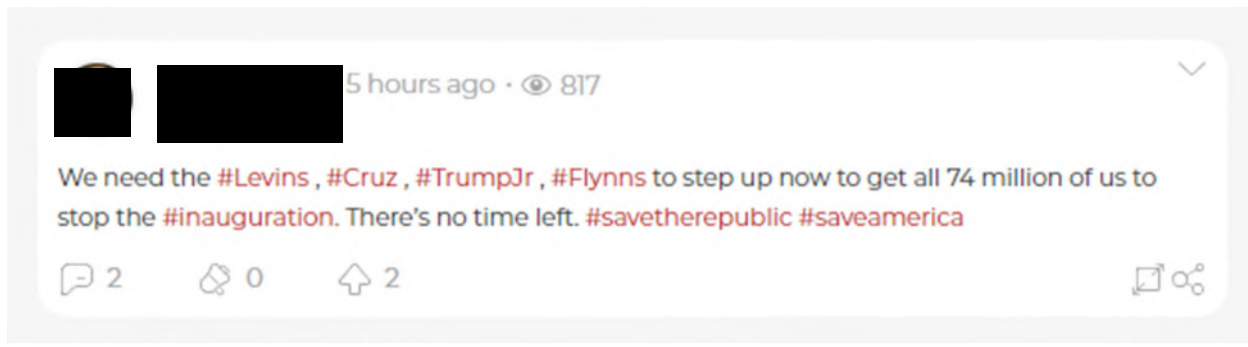 5 hours ago · 817
We need the #Levins , #Cruz , #TrumpJr , #Flynns to step up now to get all 74 million of us to
stop the #inauguration. There's no time left. #savetherepublic #saveamerica
2 0 2